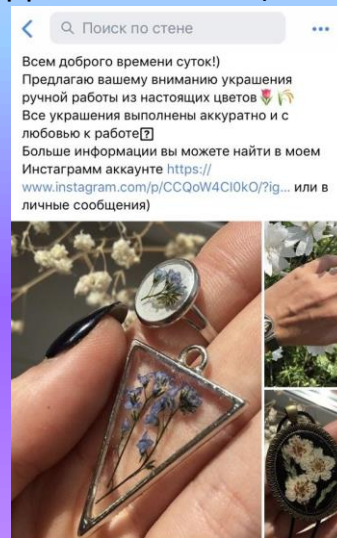 Поиск по стене
Всем доброго времени суток!)
Предлагаю вашему вниманию украшения
ручной работы из настоящих цветов🌷🌾
Все украшения выполнены аккуратно и с
любовью к работе⍰
Больше информации вы можете найти в моем
Инстаграмм аккаунте https://
www.instagram.com/p/CCQoW4CI0kO/?ig... или в
личные сообщения)